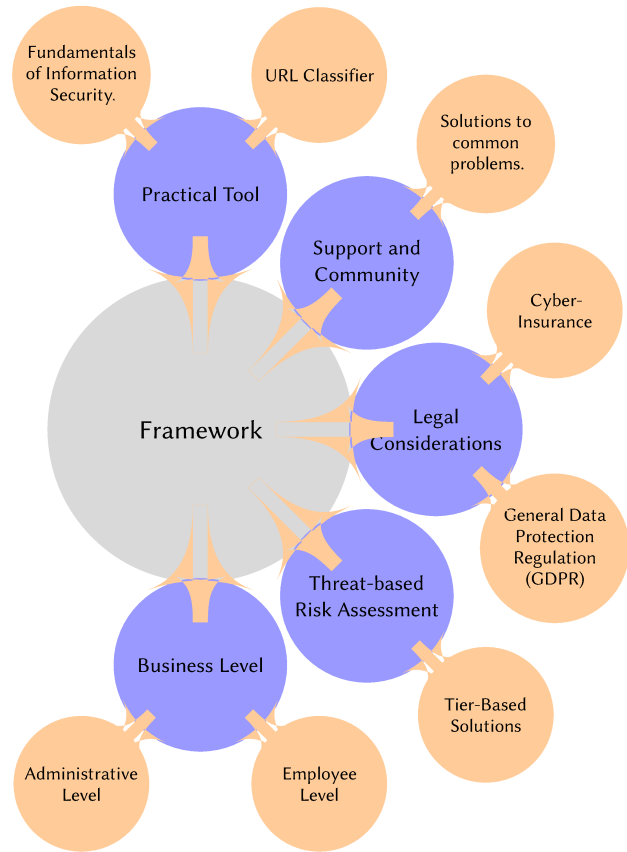 Fundamentals
of Information
Security.
URL Classifier
Practical Tool
Solutions to
common
problems.
Support and
Community
Cyber-
Insurance
Framework
Legal
Considerations
General Data
Protection
Regulation
(GDPR)
Threat-based
Risk Assessment
Business Level
Tier-Based
Solutions
Administrative
Level
Employee
Level